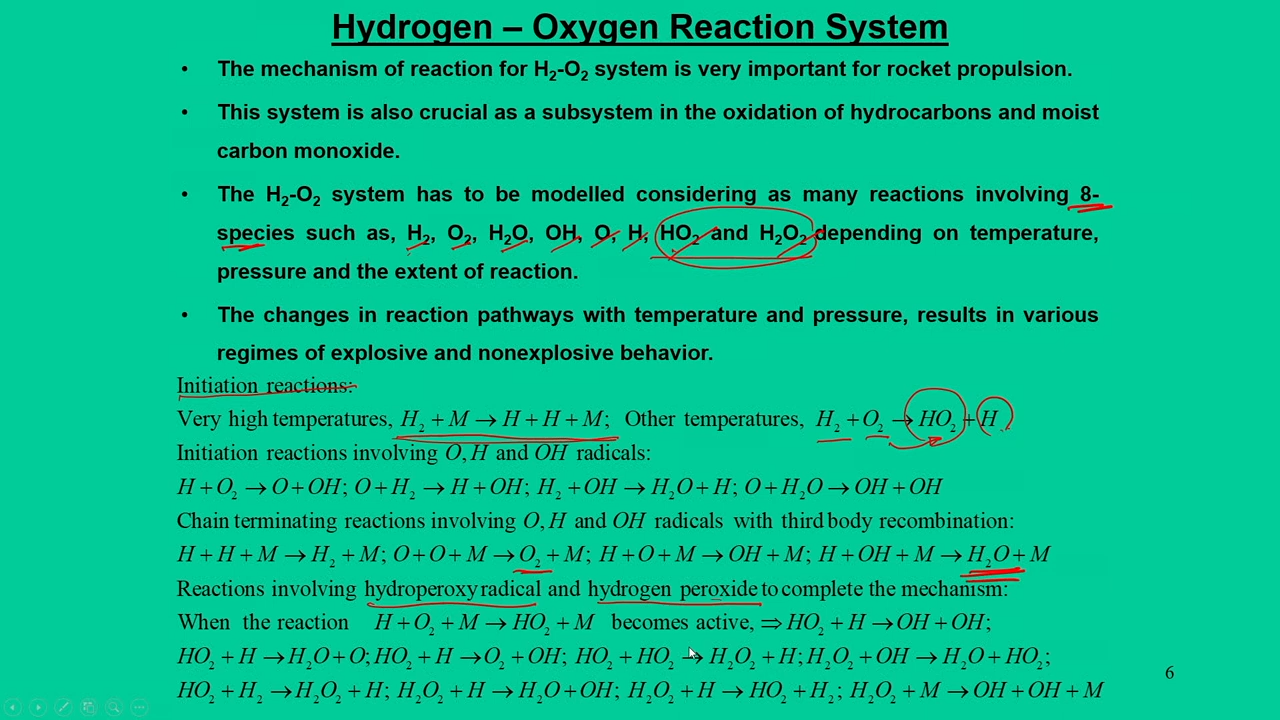 Hydrogen – Oxygen Reaction System
• The mechanism of reaction for H₂-O₂ system is very important for rocket propulsion.
• This system is also crucial as a subsystem in the oxidation of hydrocarbons and moist
carbon monoxide.
• The H₂-O₂ system has to be modelled considering as many reactions involving 8-
species such as, H₂, O₂, H₂O, OH, O, H, HO₂ and H₂O₂ depending on temperature,
pressure and the extent of reaction.
• The changes in reaction pathways with temperature and pressure, results in various
regimes of explosive and nonexplosive behavior.
Initiation reactions:
Very high temperatures, H₂ + M → H + H + M; Other temperatures, H₂ + O₂ → HO₂ + H
Initiation reactions involving O, H and OH radicals:
H + O₂ → O + OH; O + H₂ → H + OH; H₂ + OH → H₂O + H; O + H₂O → OH + OH
Chain terminating reactions involving O, H and OH radicals with third body recombination:
H + H + M → H₂ + M; O + O + M → O₂ + M; H + O + M → OH + M; H + OH + M → H₂O + M
Reactions involving hydroperoxy radical and hydrogen peroxide to complete the mechanism:
When the reaction H + O₂ + M → HO₂ + M becomes active, ⇒ HO₂ + H → OH + OH;
HO₂ + H → H₂O + O; HO₂ + H → O₂ + OH; HO₂ + HO₂ → H₂O₂ + H; H₂O₂ + OH → H₂O + HO₂;
HO₂ + H₂ → H₂O₂ + H; H₂O₂ + H → H₂O + OH; H₂O₂ + H → HO₂ + H₂; H₂O₂ + M → OH + OH + M
6